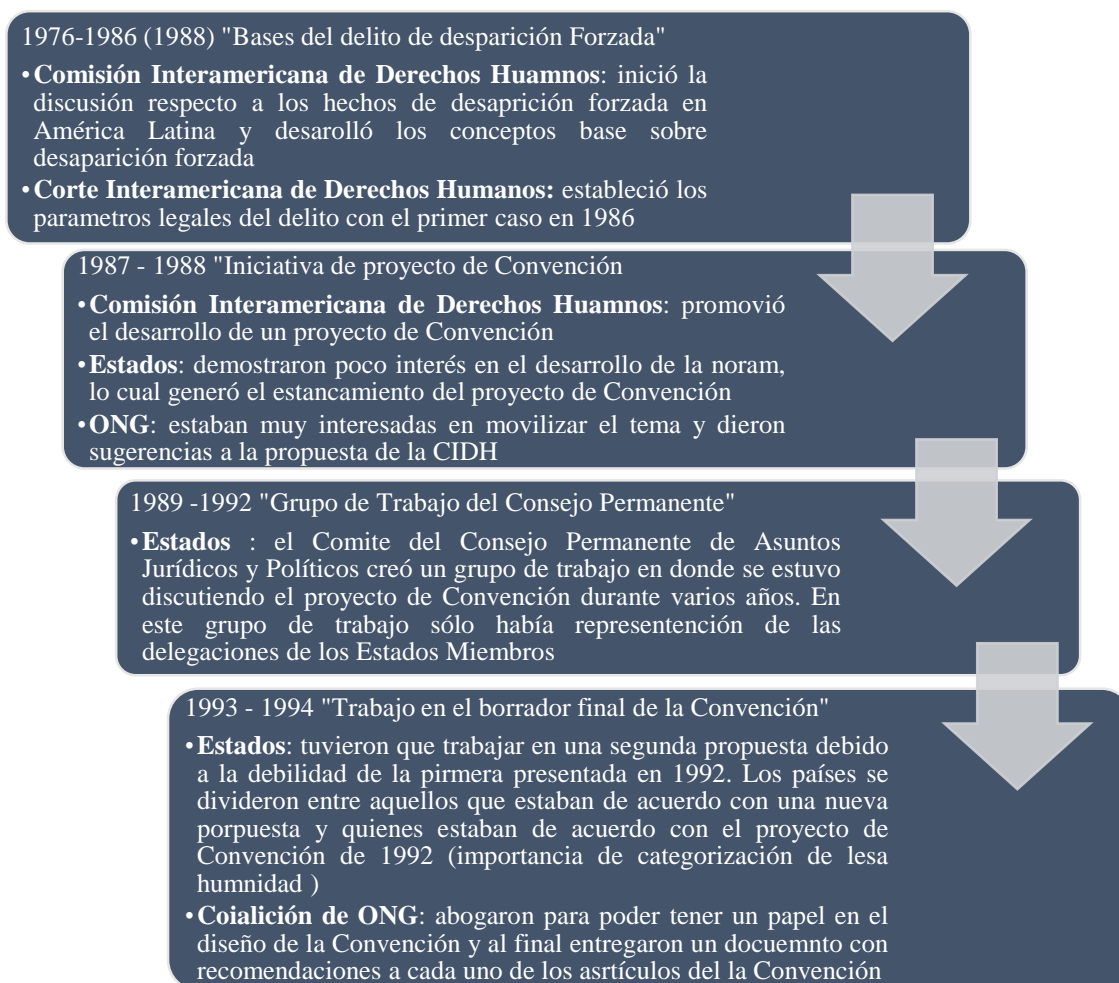 1976-1986 (1988) "Bases del delito de desparición Forzada"
•Comisión Interamericana de Derechos Huamnos: inició la
discusión respecto a los hechos de desaprición forzada en
América Latina y desarolló los conceptos base sobre
desaparición forzada
•Corte Interamericana de Derechos Humanos: estableció los
parametros legales del delito con el primer caso en 1986
1987 - 1988 "Iniciativa de proyecto de Convención
•Comisión Interamericana de Derechos Huamnos: promovió
el desarrollo de un proyecto de Convención
•Estados: demostraron poco interés en el desarrollo de la noram,
lo cual generó el estancamiento del proyecto de Convención
•ONG: estaban muy interesadas en movilizar el tema y dieron
sugerencias a la propuesta de la CIDH
1989 -1992 "Grupo de Trabajo del Consejo Permanente"
•Estados : el Comite del Consejo Permanente de Asuntos
Jurídicos y Políticos creó un grupo de trabajo en donde se estuvo
discutiendo el proyecto de Convención durante varios años. En
este grupo de trabajo sólo había representención de las
delegaciones de los Estados Miembros
1993 - 1994 "Trabajo en el borrador final de la Convención"
•Estados: tuvieron que trabajar en una segunda propuesta debido
a la debilidad de la pirmera presentada en 1992. Los países se
divideron entre aquellos que estaban de acuerdo con una nueva
porpuesta y quienes estaban de acuerdo con el proyecto de
Convención de 1992 (importancia de categorización de lesa
humnidad )
•Coialición de ONG: abogaron para poder tener un papel en el
diseño de la Convención y al final entregaron un docuemnto con
recomendaciones a cada uno de los asrtículos del la Convención